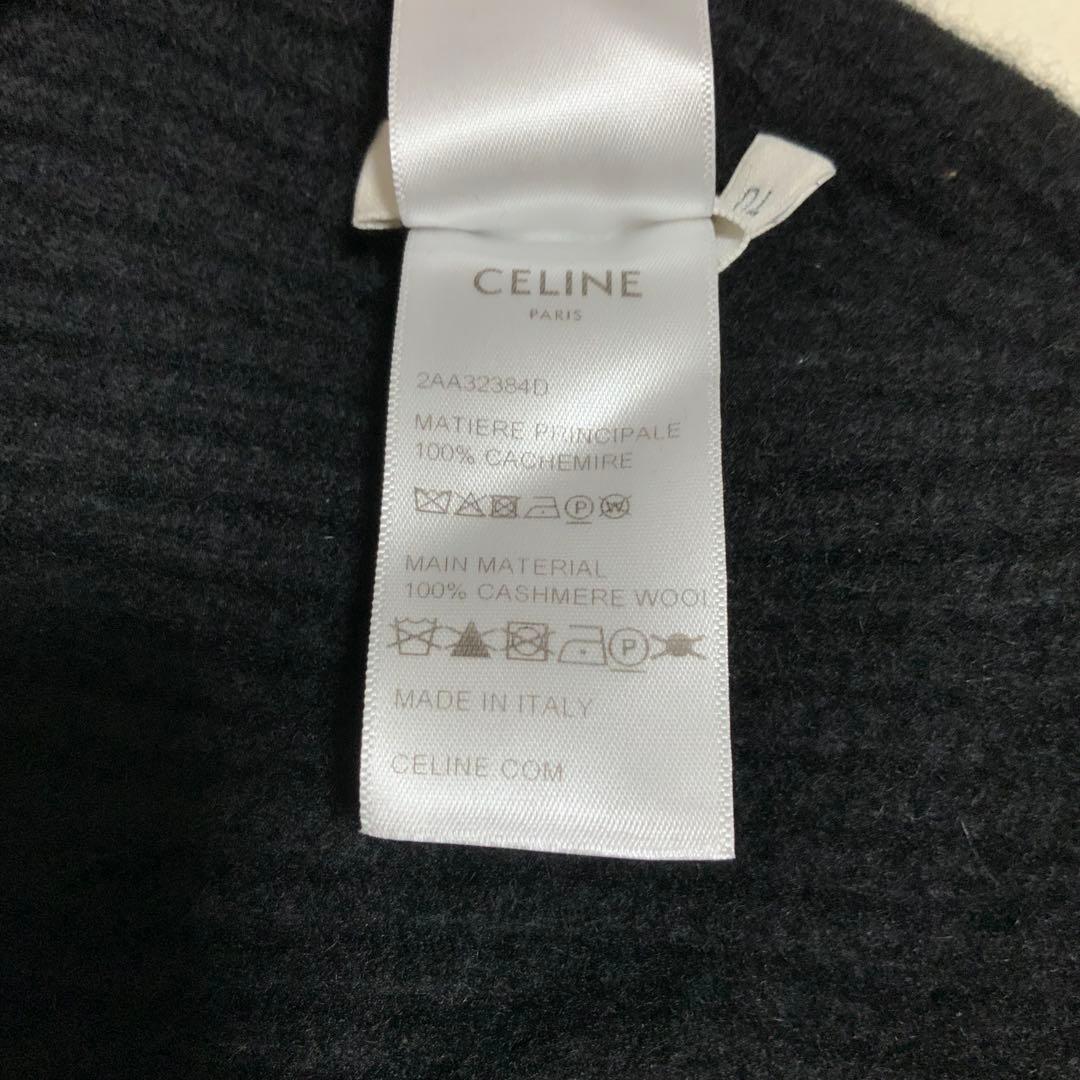 CELINE
PARIS
2AA32384D
MATIERE PRINCIPALE
100% CACHEMIRE
P W
MAIN MATERIAL
100% CASHMERE WOOL
P
MADE IN ITALY
CELINE.COM